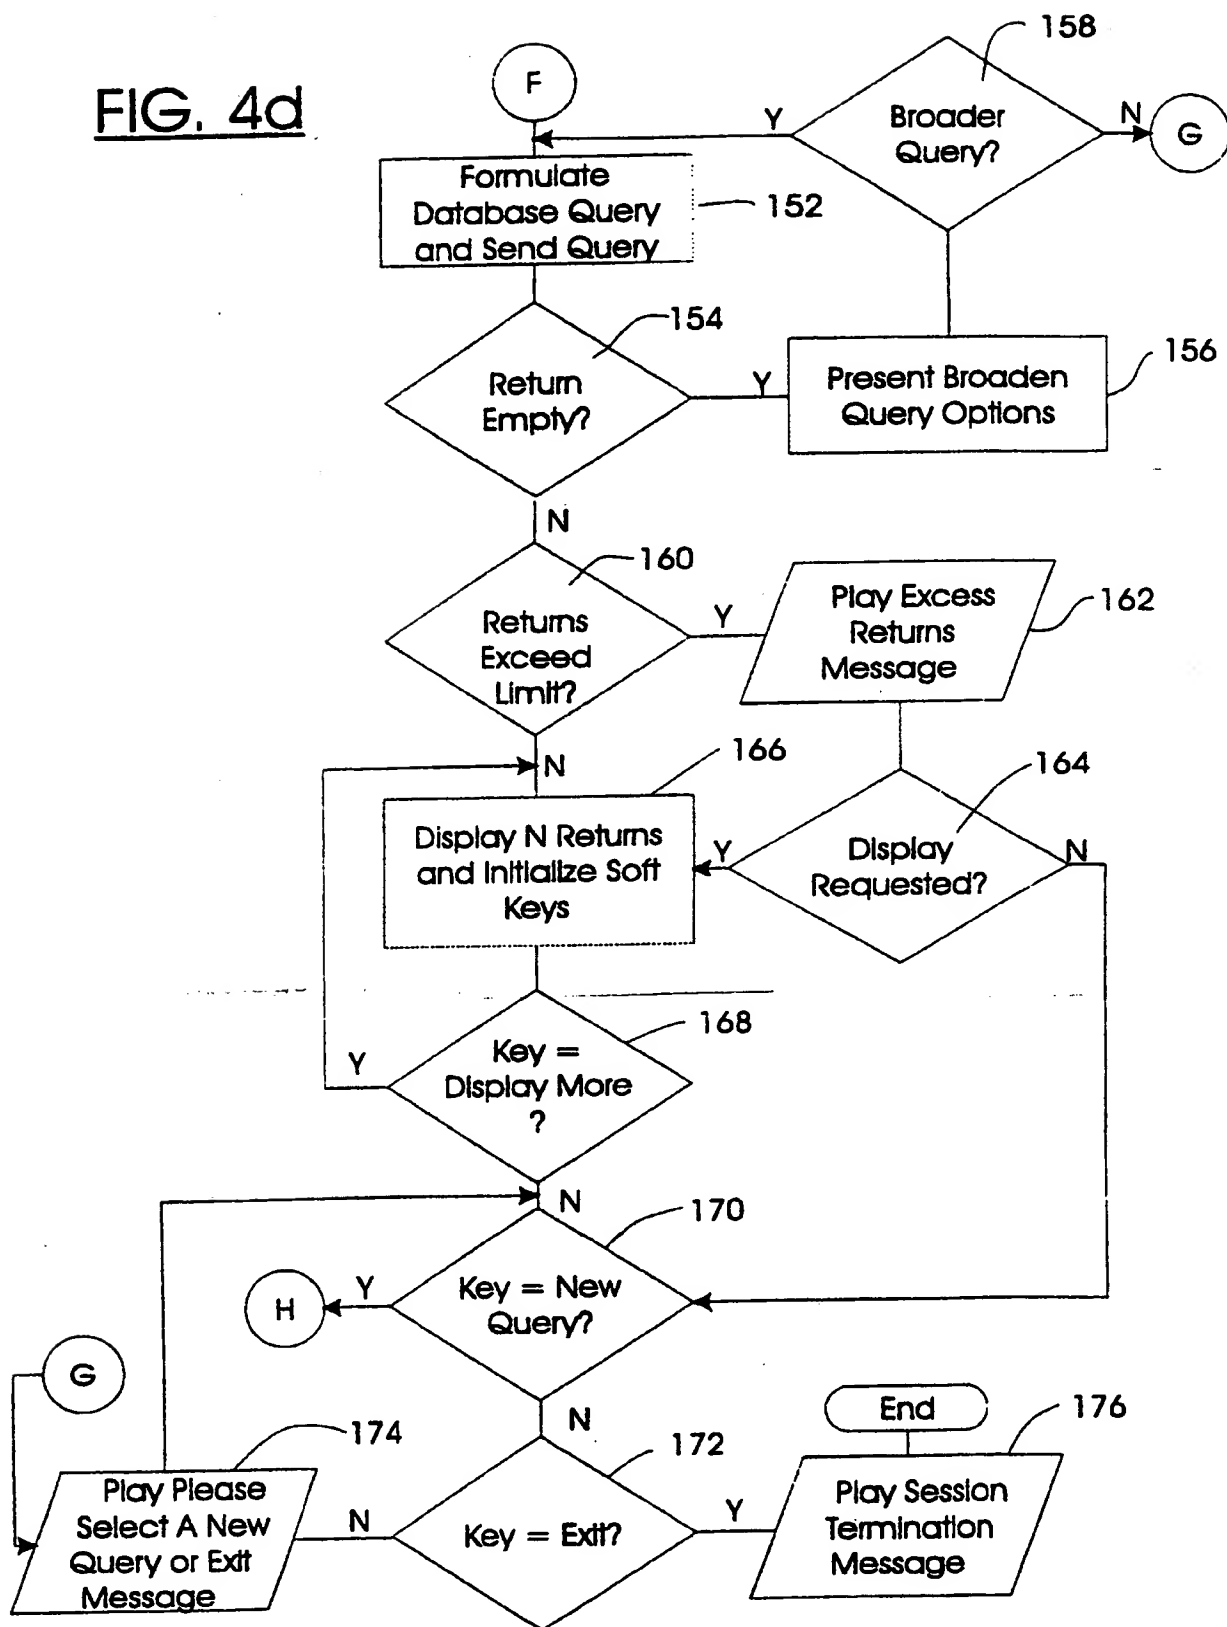 FIG. 4d
F
158
Broader
Query?
Y
N
G
Formulate
Database Query
and Send Query
152
154
Return
Empty?
Y
Present Broaden
Query Options
156
N
160
Returns
Exceed
Limit?
Y
Play Excess
Returns
Message
162
N
166
164
Display N Returns
and Initialize Soft
Keys
Y
Display
Requested?
N
168
Key =
Display More
?
Y
N
170
H
Y
Key = New
Query?
G
N
End
176
174
172
Play Please
Select A New
Query or Exit
Message
N
Key = Exit?
Y
Play Session
Termination
Message